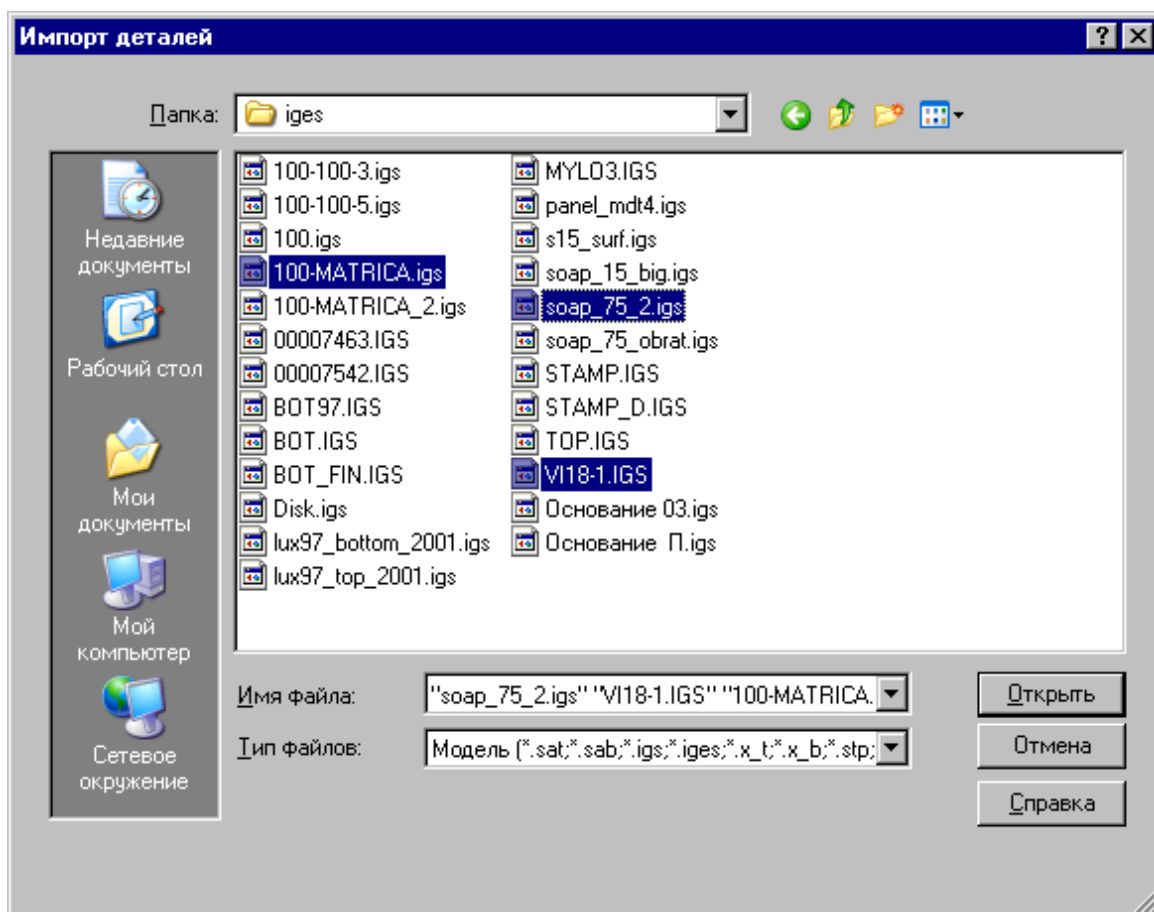 Импорт деталей
Папка:
iges
Недавние
документы
Рабочий стол
Мои
документы
Мой
компьютер
Сетевое
окружение
100-100-3.igs
100-100-5.igs
100.igs
100-MATRICA.igs
100-MATRICA_2.igs
00007463.IGS
00007542.IGS
BOT97.IGS
BOT.IGS
BOT_FIN.IGS
Disk.igs
lux97_bottom_2001.igs
lux97_top_2001.igs
MYLO3.IGS
panel_mdt4.igs
s15_surf.igs
soap_15_big.igs
soap_75_2.igs
soap_75_obrat.igs
STAMP.IGS
STAMP_D.IGS
TOP.IGS
VI18-1.IGS
Основание 03.igs
Основание П.igs
Имя файла:
"soap_75_2.igs" "VI18-1.IGS" "100-MATRICA.
Открыть
Тип файлов:
Модель (*.sat;*.sab;*.igs;*.iges;*.x_t;*.x_b;*.stp;
Отмена
Справка